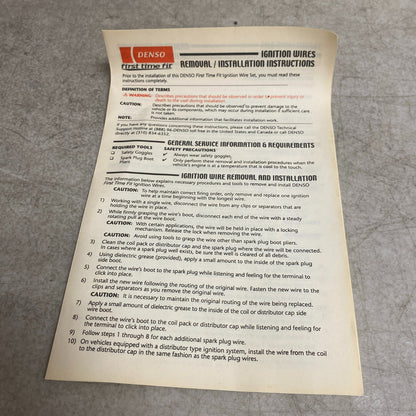 DENSO
first time fit
IGNITION WIRES
REMOVAL / INSTALLATION INSTRUCTIONS
Prior to the installation of this DENSO First Time Fit Ignition Wire Set, you must read these
instructions completely.
DEFINITION OF TERMS
WARNING: Describes precautions that should be observed in order to prevent injury or
death to the user during installation.
CAUTION: Describes precautions that should be observed to prevent damage to the
vehicle or its components, which may occur during installation if sufficient care
is not taken.
NOTE: Provides additional information that facilitates installation work.
If you have any questions concerning these instructions, please call the DENSO Technical
Support Hotline at (888) 96-DENSO toll free in the United States and Canada or call DENSO
directly at (310) 834-6352.
GENERAL SERVICE INFORMATION & REQUIREMENTS
REQUIRED TOOLS
Safety Goggles
Spark Plug Boot
Pliers
SAFETY PRECAUTIONS
✓ Always wear safety goggles.
✓ Only perform these removal and installation procedures when the
vehicle's engine is at a temperature that is cool to the touch.
IGNITION WIRE REMOVAL AND INSTALLATION
The information below explains necessary procedures and tools to remove and install DENSO
First Time Fit Ignition Wires.
CAUTION: To help maintain correct firing order, only remove and replace one ignition
wire at a time beginning with the longest wire.
1) Working with a single wire, disconnect the wire from any clips or separators that are
holding the wire in place.
2) While firmly grasping the wire's boot, disconnect each end of the wire with a steady
rotating pull at the wire boot.
CAUTION: With certain applications, the wire will be held in place with a locking
mechanism. Release the lock when removing the wire.
CAUTION: Avoid using tools to grasp the wire other than spark plug boot pliers.
3) Clean the coil pack or distributor cap and the spark plug where the wire will be connected.
In cases where a spark plug well exists, be sure the well is cleared of all debris.
4) Using dielectric grease (provided), apply a small amount to the inside of the spark plug
side boot.
5) Connect the wire's boot to the spark plug while listening and feeling for the terminal to
click into place.
6) Install the new wire following the routing of the original wire. Fasten the new wire to the
clips and separators as you remove the original wire.
CAUTION: It is necessary to maintain the original routing of the wire being replaced.
7) Apply a small amount of dielectric grease to the inside of the coil or distributor cap side
wire boot.
8) Connect the wire's boot to the coil pack or distributor cap while listening and feeling for
the terminal to click into place.
9) Follow steps 1 through 8 for each additional spark plug wire.
10) On vehicles equipped with a distributor type ignition system, install the wire from the coil
to the distributor cap in the same fashion as the spark plug wires.